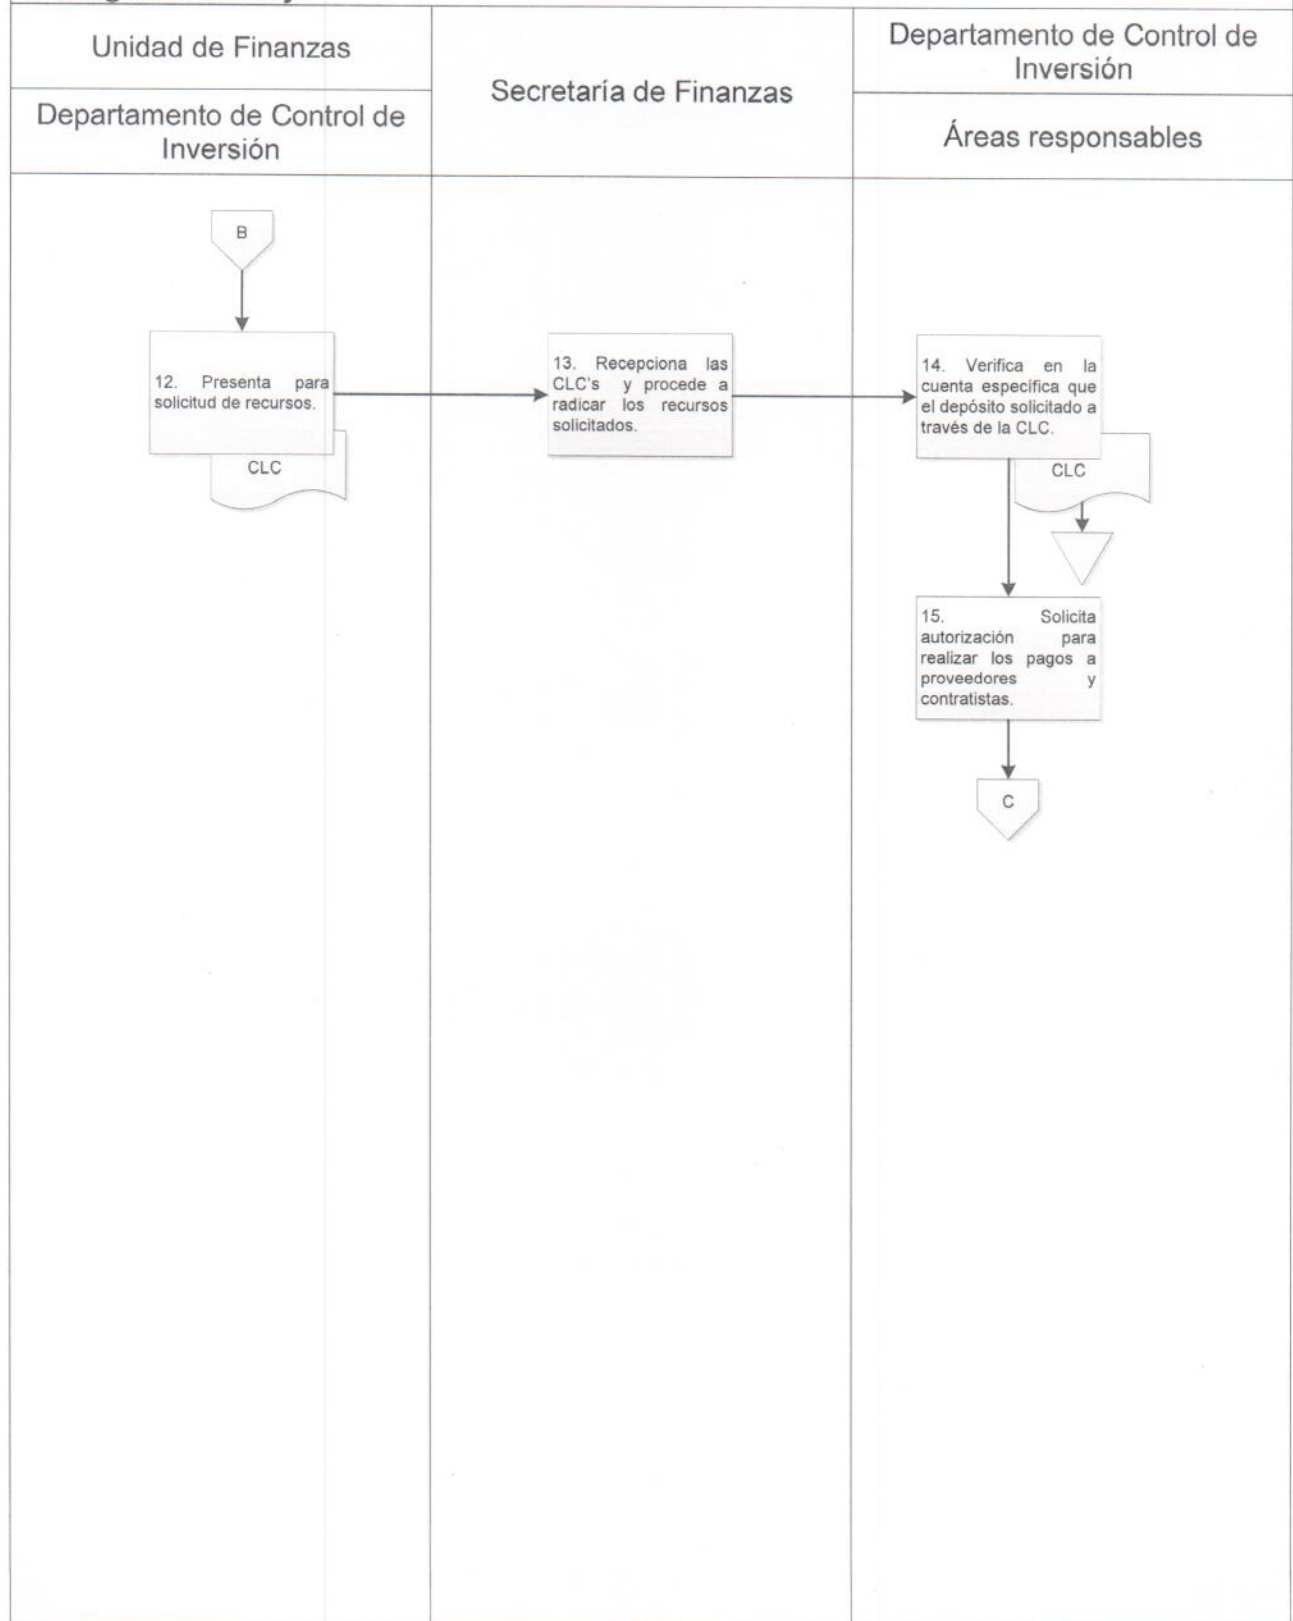 Unidad de Finanzas
Departamento de Control de
Inversión
Secretaría de Finanzas
Departamento de Control de
Inversión
Áreas responsables
B
12. Presenta para
solicitud de recursos.
CLC
13. Recepciona las
CLC's y procede a
radicar los recursos
solicitados.
14. Verifica en la
cuenta especifica que
el depósito solicitado a
través de la CLC.
CLC
15. Solicita
autorización para
realizar los pagos a
proveedores y
contratistas.
C